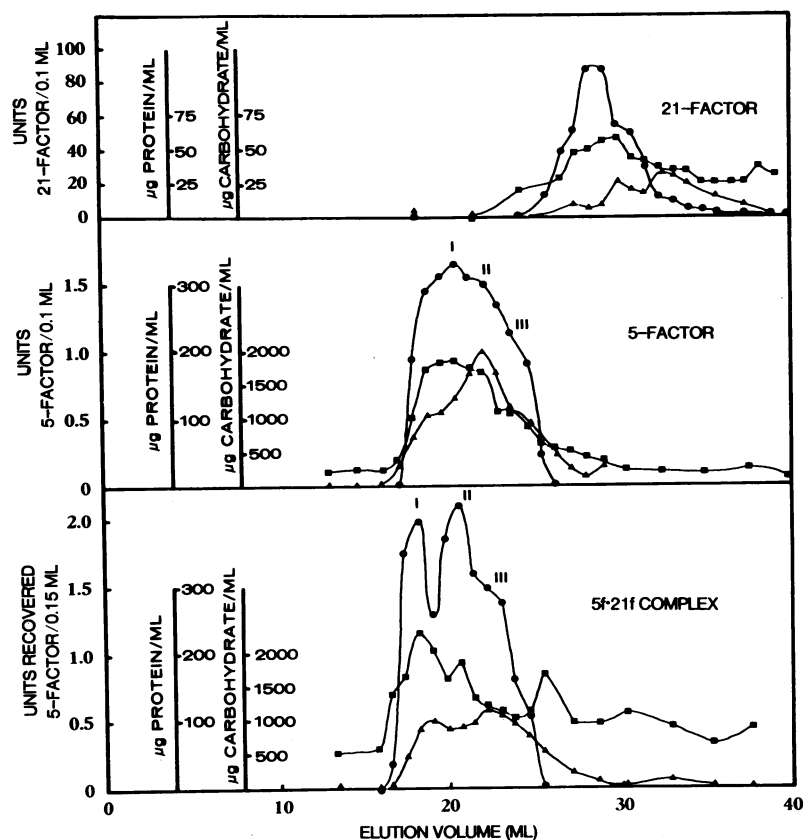 UNITS
21-FACTOR/0.1 ML
100
80
60
40
20
0
µg PROTEIN/ML
75
50
25
µg CARBOHYDRATE/ML
75
50
25
21-FACTOR
UNITS
5-FACTOR/0.1 ML
1.5
1.0
0.5
0
µg PROTEIN/ML
300
200
100
µg CARBOHYDRATE/ML
2000
1500
1000
500
I
II
III
5-FACTOR
UNITS RECOVERED
5-FACTOR/0.15 ML
2.0
1.5
1.0
0.5
0
µg PROTEIN/ML
300
200
100
µg CARBOHYDRATE/ML
2000
1500
1000
500
I
II
III
5f•21f COMPLEX
0
10
20
30
40
ELUTION VOLUME (ML)